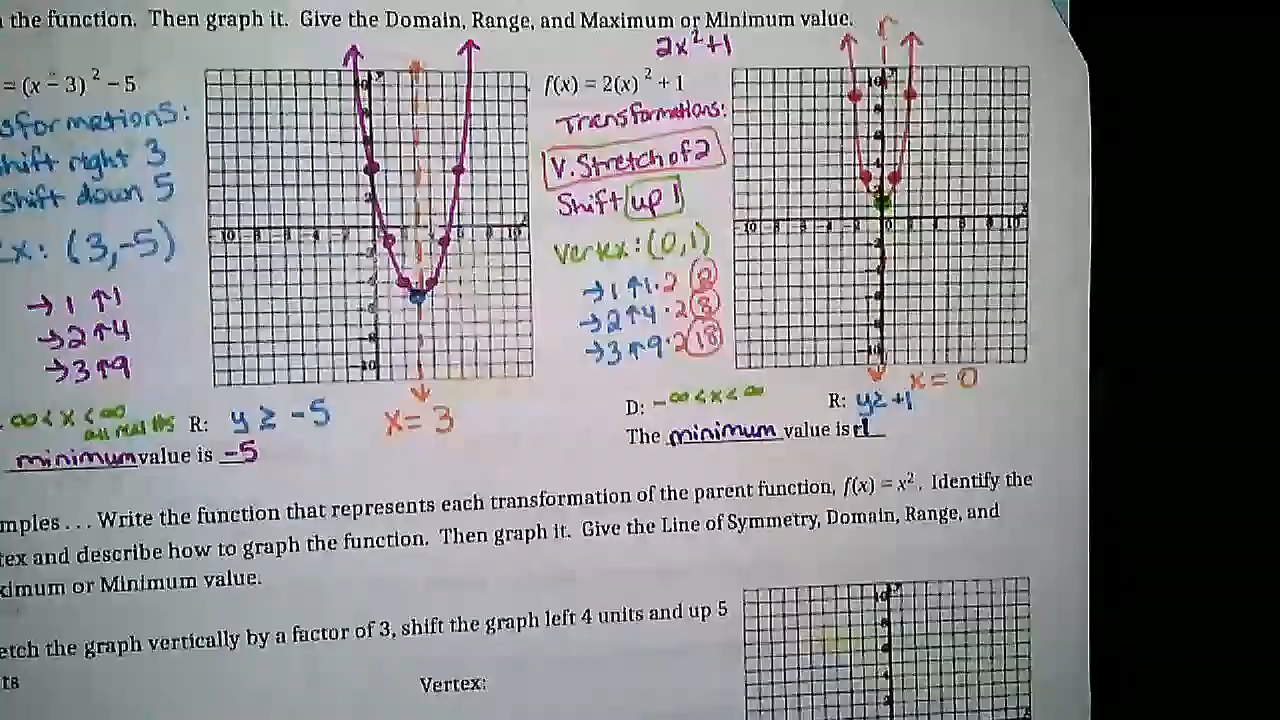 the function. Then graph it. Give the Domain, Range, and Maximum or Minimum value.
= (x - 3)² - 5
sformations:
hift right 3
shift down 5
ex: (3,-5)
→ 1 ↑1
→ 2 ↑4
→ 3 ↑9
∞ < x < ∞
all real #s
R: y ≥ -5
x = 3
minimum value is -5
2x²+1
f(x) = 2(x)² + 1
Transformations:
V. Stretch of 2
Shift up 1
Vertex: (0,1)
→ 1 ↑ 1 · 2 2
→ 2 ↑ 4 · 2 8
→ 3 ↑ 9 · 2 18
x = 0
D: -∞ < x < ∞
R: y ≥ +1
The minimum value is +1
mples . . . Write the function that represents each transformation of the parent function, f(x) = x². Identify the
tex and describe how to graph the function. Then graph it. Give the Line of Symmetry, Domain, Range, and
ximum or Minimum value.
etch the graph vertically by a factor of 3, shift the graph left 4 units and up 5
ts
Vertex: